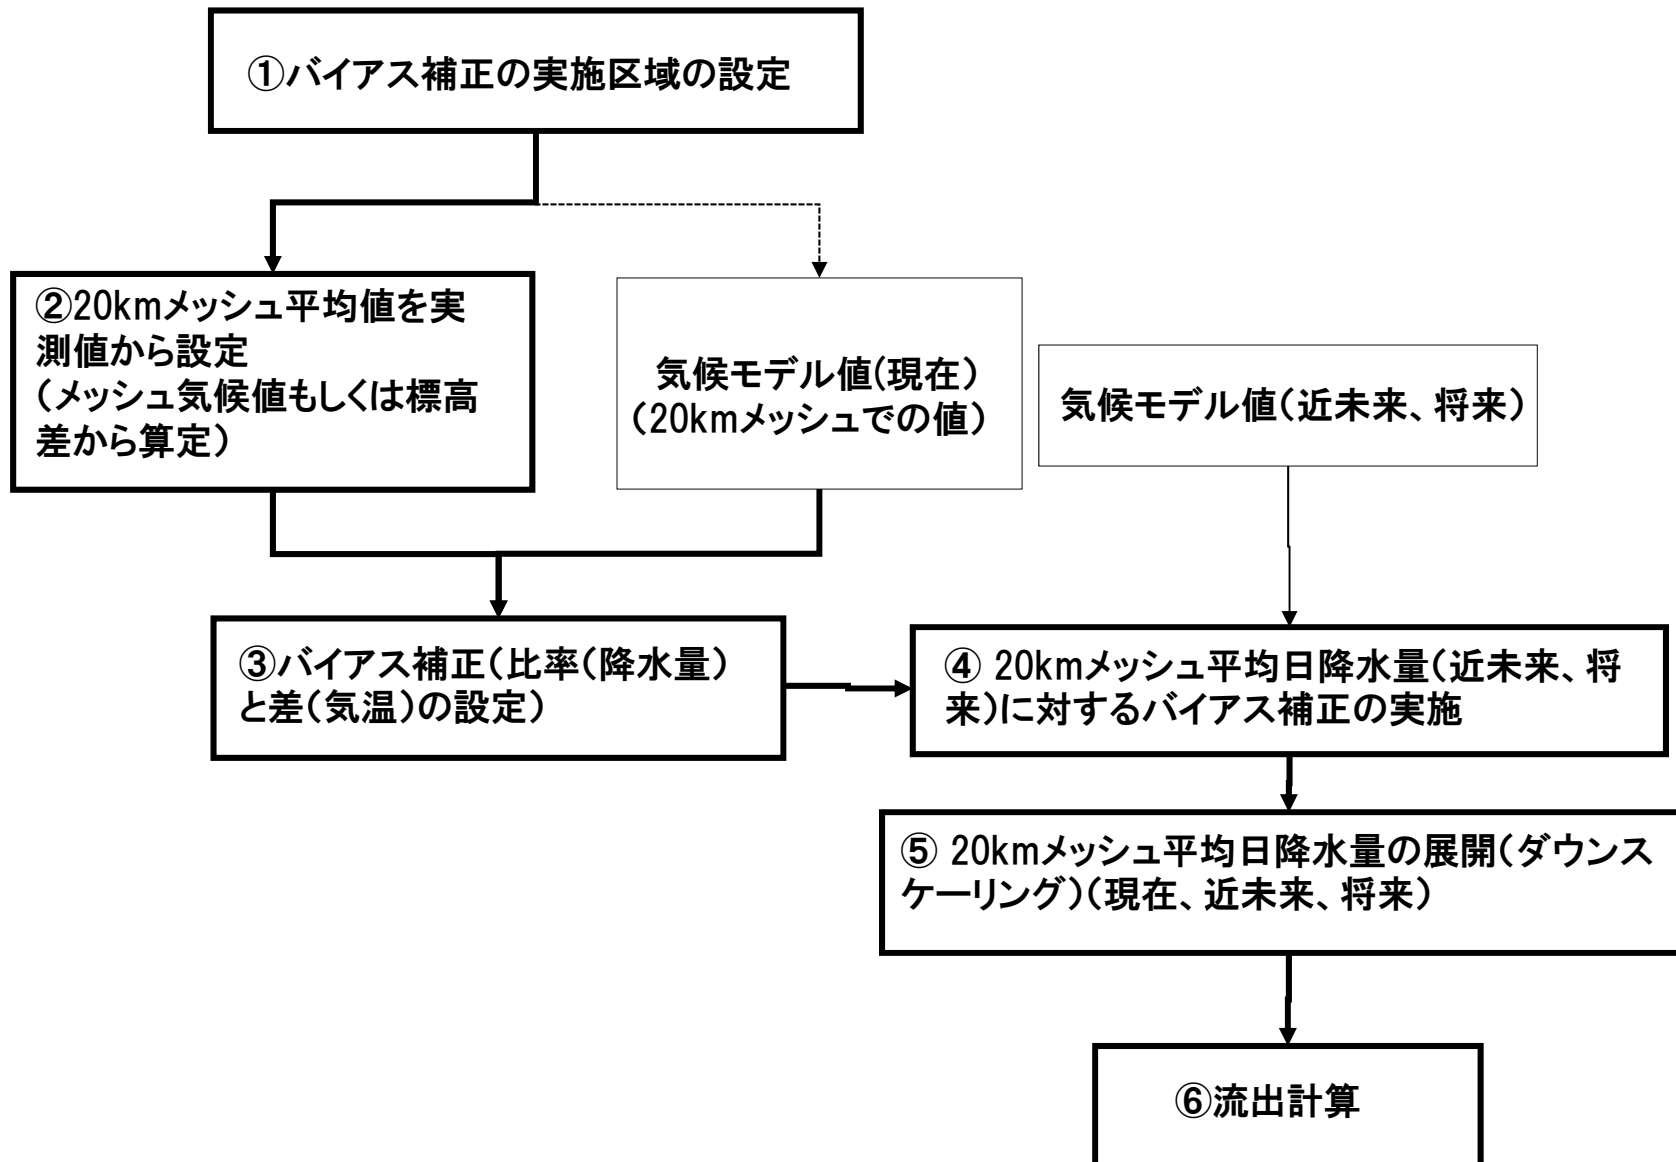 ①バイアス補正の実施区域の設定
②20kmメッシュ平均値を実
測値から設定
(メッシュ気候値もしくは標高
差から算定)
気候モデル値(現在)
(20kmメッシュでの値)
気候モデル値(近未来、将来)
③バイアス補正(比率(降水量)
と差(気温)の設定)
④ 20kmメッシュ平均日降水量(近未来、将
来)に対するバイアス補正の実施
⑤ 20kmメッシュ平均日降水量の展開(ダウンス
ケーリング)(現在、近未来、将来)
⑥流出計算